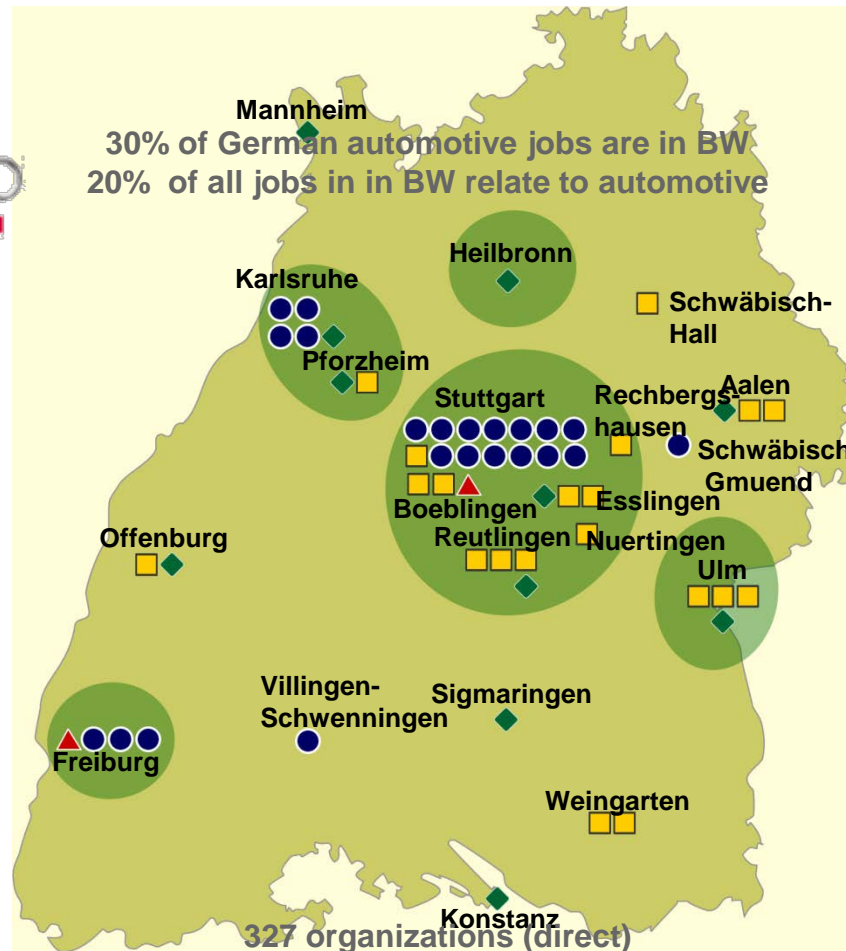 Mannheim
30% of German automotive jobs are in BW
20% of all jobs in in BW relate to automotive
Heilbronn
Karlsruhe
Schwäbisch-
Hall
Pforzheim
Stuttgart
Rechbergs-
hausen
Aalen
Schwäbisch
Gmuend
Boeblingen
Esslingen
Reutlingen
Nuertingen
Offenburg
Ulm
Villingen-
Schwenningen
Sigmaringen
Freiburg
Weingarten
Konstanz
327 organizations (direct)